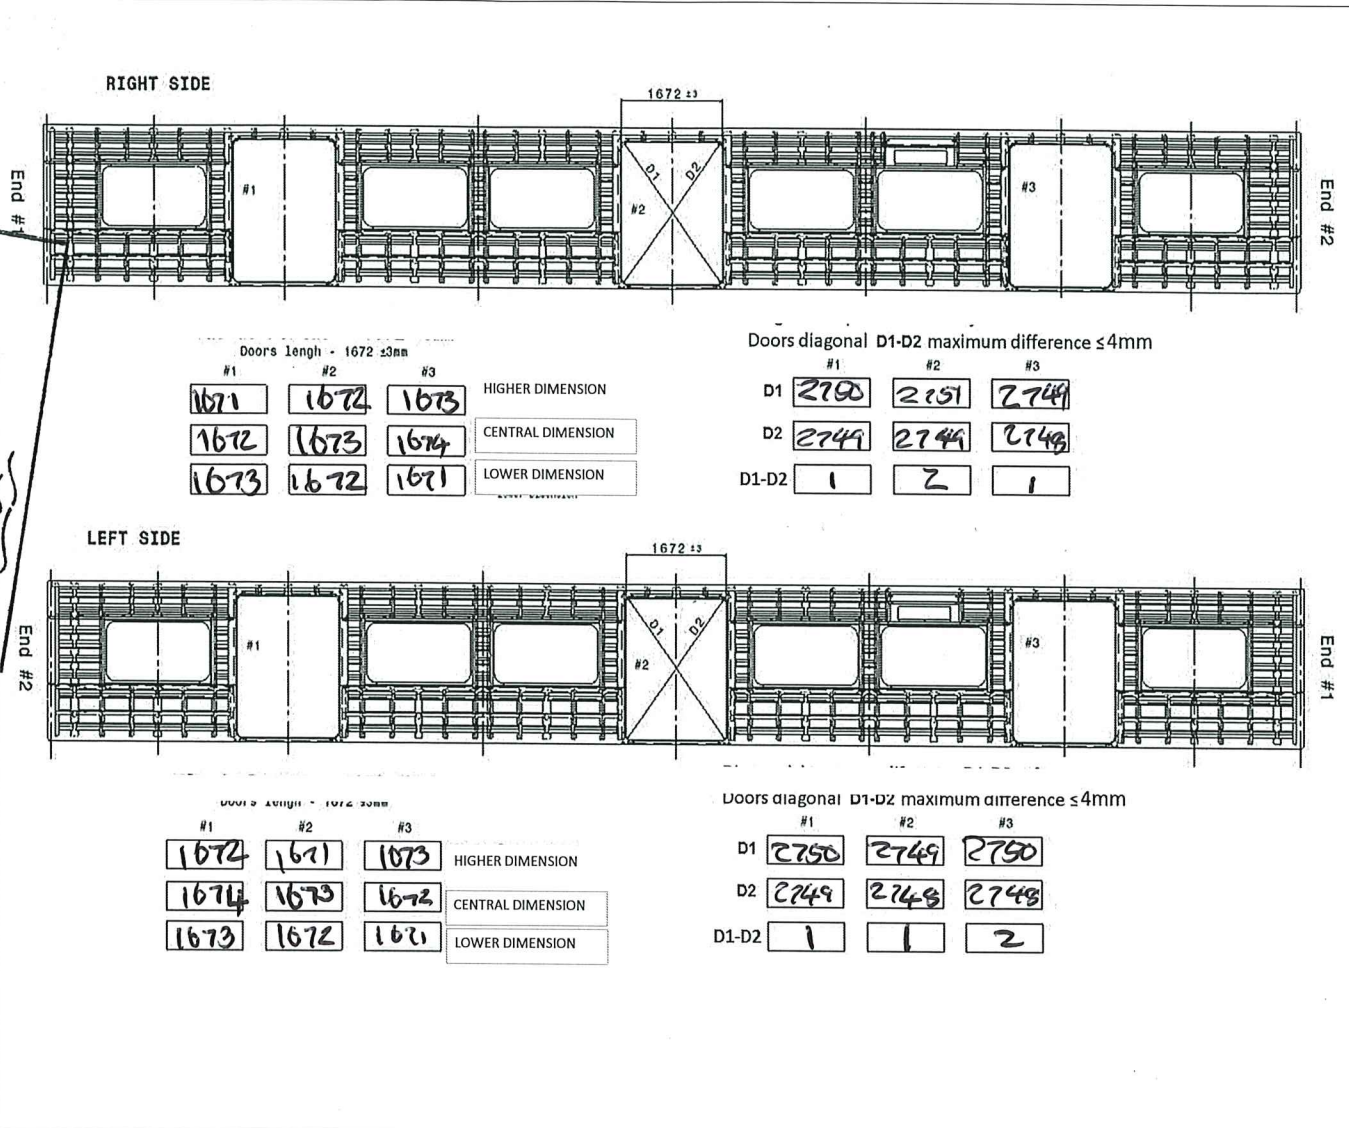 RIGHT SIDE
1672 ±3
End #1
#1
D1
D2
#2
#3
End #2
Doors lengh - 1672 ±3mm
#1 #2 #3
1671 1672 1673 HIGHER DIMENSION
1672 1673 1674 CENTRAL DIMENSION
1673 1672 1671 LOWER DIMENSION
Doors diagonal D1-D2 maximum difference ≤4mm
#1 #2 #3
D1 2750 2751 2749
D2 2749 2749 2748
D1-D2 1 2 1
LEFT SIDE
1672 ±3
End #2
#1
D1
D2
#2
#3
End #1
Doors lengh - 1672 ±3mm
#1 #2 #3
1672 1671 1673 HIGHER DIMENSION
1674 1673 1672 CENTRAL DIMENSION
1673 1672 1671 LOWER DIMENSION
Doors diagonal D1-D2 maximum difference ≤4mm
#1 #2 #3
D1 2750 2749 2750
D2 2749 2748 2748
D1-D2 1 1 2